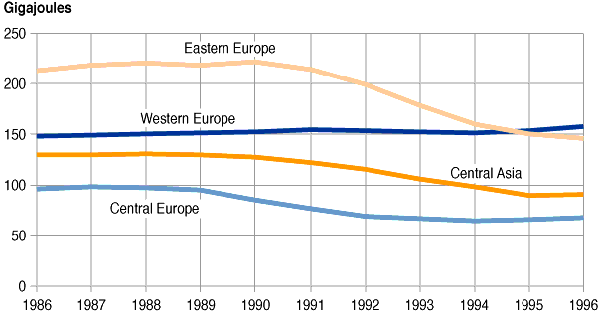 Gigajoules
250
Eastern Europe
200
Western Europe
150
Central Asia
100
Central Europe
50
0
1986 1987 1988 1989 1990 1991 1992 1993 1994 1995 1996